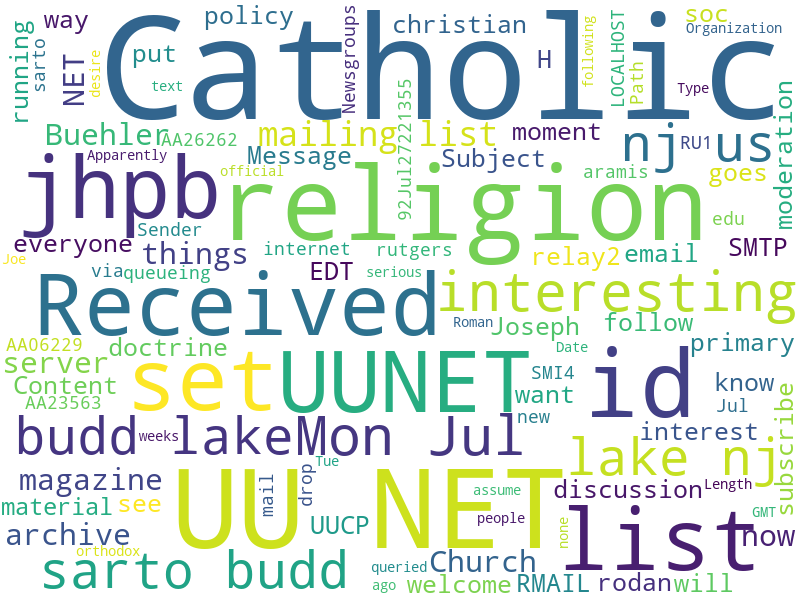 way
policy
christian
soc
Organization
running
sarto
NET
desire
put
text
Catholic
Newsgroups
H
following
LOCALHOST
Path
Type
Buehler
AA26262
mailing list
moment
nj
RU1
us
moderation
Apparently
Message
official
92Jul27221355
Subject
aramis
goes
jhpb
religion
edu
Sender
everyone
things
internet
rutgers
relay2
email
SMTP
Joe
via
queueing
EDT
serious
Received
interesting
Roman
Joseph
follow
AA06229
doctrine
Date
primary
server
set
UUNET
SMI4
id
Content
want
know
AA23563
new
Jul
subscribe
budd lake
weeks
Mon Jul
interest
magazine
UU NET
Tue
lake nj
material
see
mail
drop
assume
discussion
Length
archive
UUCP
people
none
list
GMT
now
orthodox
sarto budd
queried
Church
ago
welcome
RMAIL
rodan
will